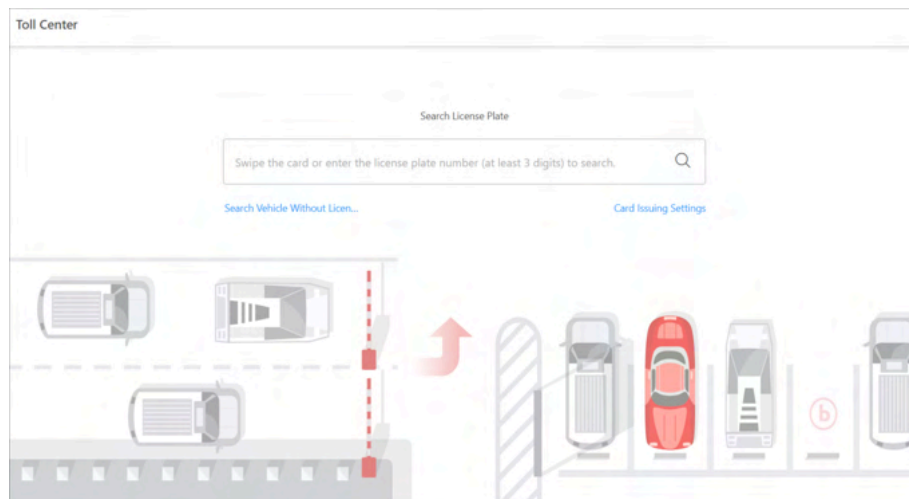 Toll Center
Search License Plate
Swipe the card or enter the license plate number (at least 3 digits) to search.
Search Vehicle Without Licen...
Card Issuing Settings